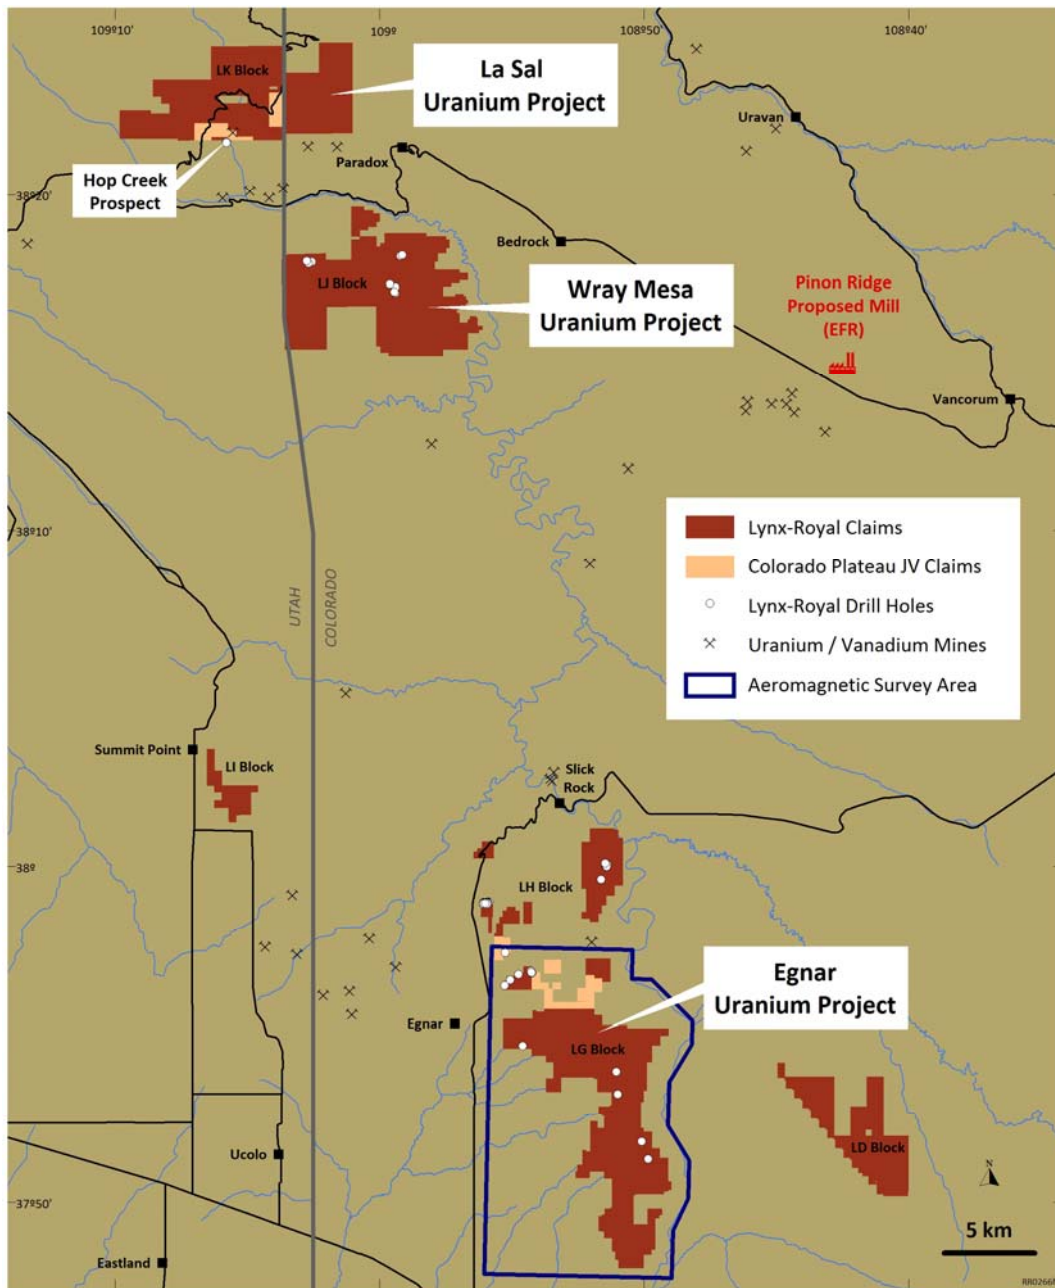 109º10'
109º
108º50'
108º40'
LK Block
La Sal
Uranium Project
Uravan
Paradox
Hop Creek
Prospect
38º20'
Bedrock
LJ Block
Wray Mesa
Uranium Project
Pinon Ridge
Proposed Mill
(EFR)
Vancorum
38º10'
UTAH
COLORADO
Lynx-Royal Claims
Colorado Plateau JV Claims
Lynx-Royal Drill Holes
Uranium / Vanadium Mines
Aeromagnetic Survey Area
Summit Point
LI Block
Slick
Rock
38º
LH Block
Egnar
Uranium Project
Egnar
LG Block
LD Block
Ucolo
N
37º50'
5 km
Eastland